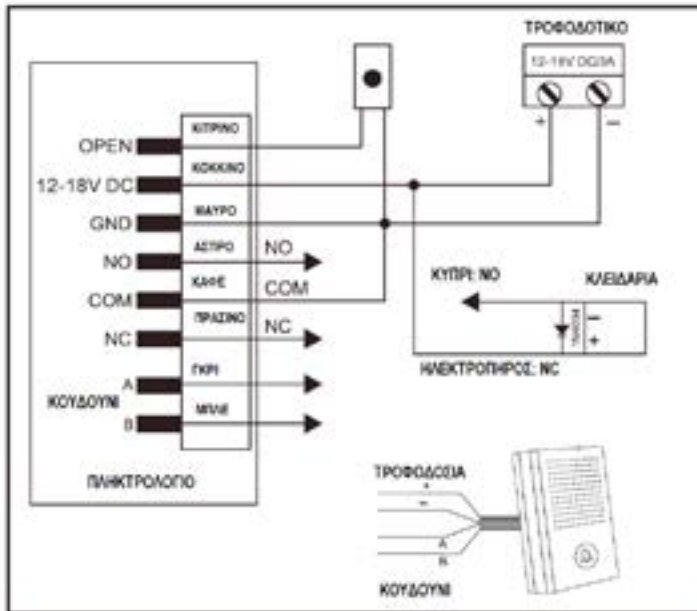 ΤΡΟΦΟΔΟΤΙΚΟ
12-18V DC/3A
+ −
ΚΙΤΡΙΝΟ
OPEN
ΚΟΚΚΙΝΟ
12-18V DC
ΜΑΥΡΟ
GND
ΑΣΠΡΟ
NO
NO
ΚΑΦΕ
COM
COM
ΠΡΑΣΙΝΟ
NC
NC
ΓΚΡΙ
A
ΚΟΥΔΟΥΝΙ
ΜΠΛΕ
B
ΠΛΗΚΤΡΟΛΟΓΙΟ
ΚΥΠΡΙ: NO
ΚΛΕΙΔΑΡΙΑ
−
+
ΗΛΕΚΤΡΟΠΗΡΟΣ: NC
ΤΡΟΦΟΔΟΣΙΑ
+
−
A
B
ΚΟΥΔΟΥΝΙ